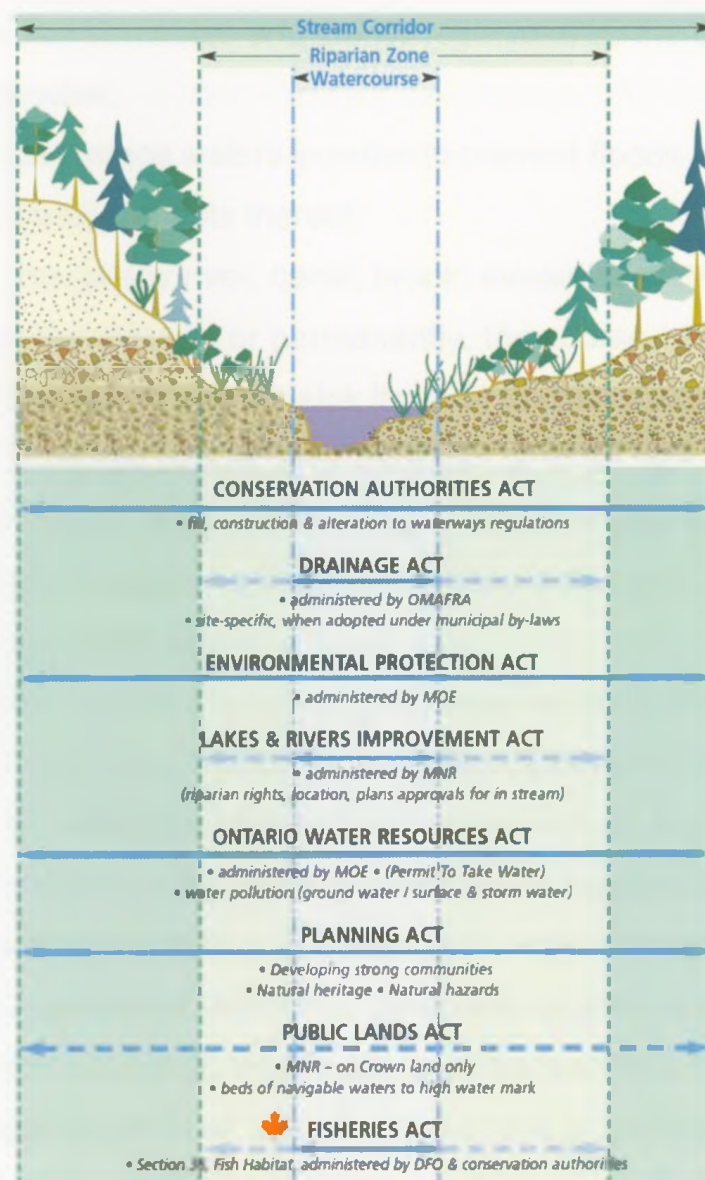 Stream Corridor
Riparian Zone
Watercourse
CONSERVATION AUTHORITIES ACT
• fill, construction & alteration to waterways regulations
DRAINAGE ACT
• administered by OMAFRA
• site-specific, when adopted under municipal by-laws
ENVIRONMENTAL PROTECTION ACT
• administered by MOE
LAKES & RIVERS IMPROVEMENT ACT
• administered by MNR
(riparian rights, location, plans approvals for in stream)
ONTARIO WATER RESOURCES ACT
• administered by MOE • (Permit To Take Water)
• water pollution (ground water / surface & storm water)
PLANNING ACT
• Developing strong communities
• Natural heritage • Natural hazards
PUBLIC LANDS ACT
• MNR – on Crown land only
• beds of navigable waters to high water mark
FISHERIES ACT
• Section Fish Habitat, administered by DFO & conservation authorities